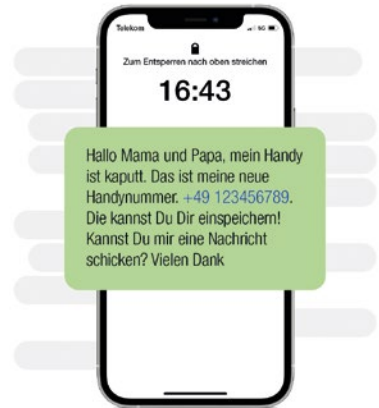 Telekom 5G
Zum Entsperren nach oben streichen
16:43
Hallo Mama und Papa, mein Handy
ist kaputt. Das ist meine neue
Handynummer. +49 123456789.
Die kannst Du Dir einspeichern!
Kannst Du mir eine Nachricht
schicken? Vielen Dank